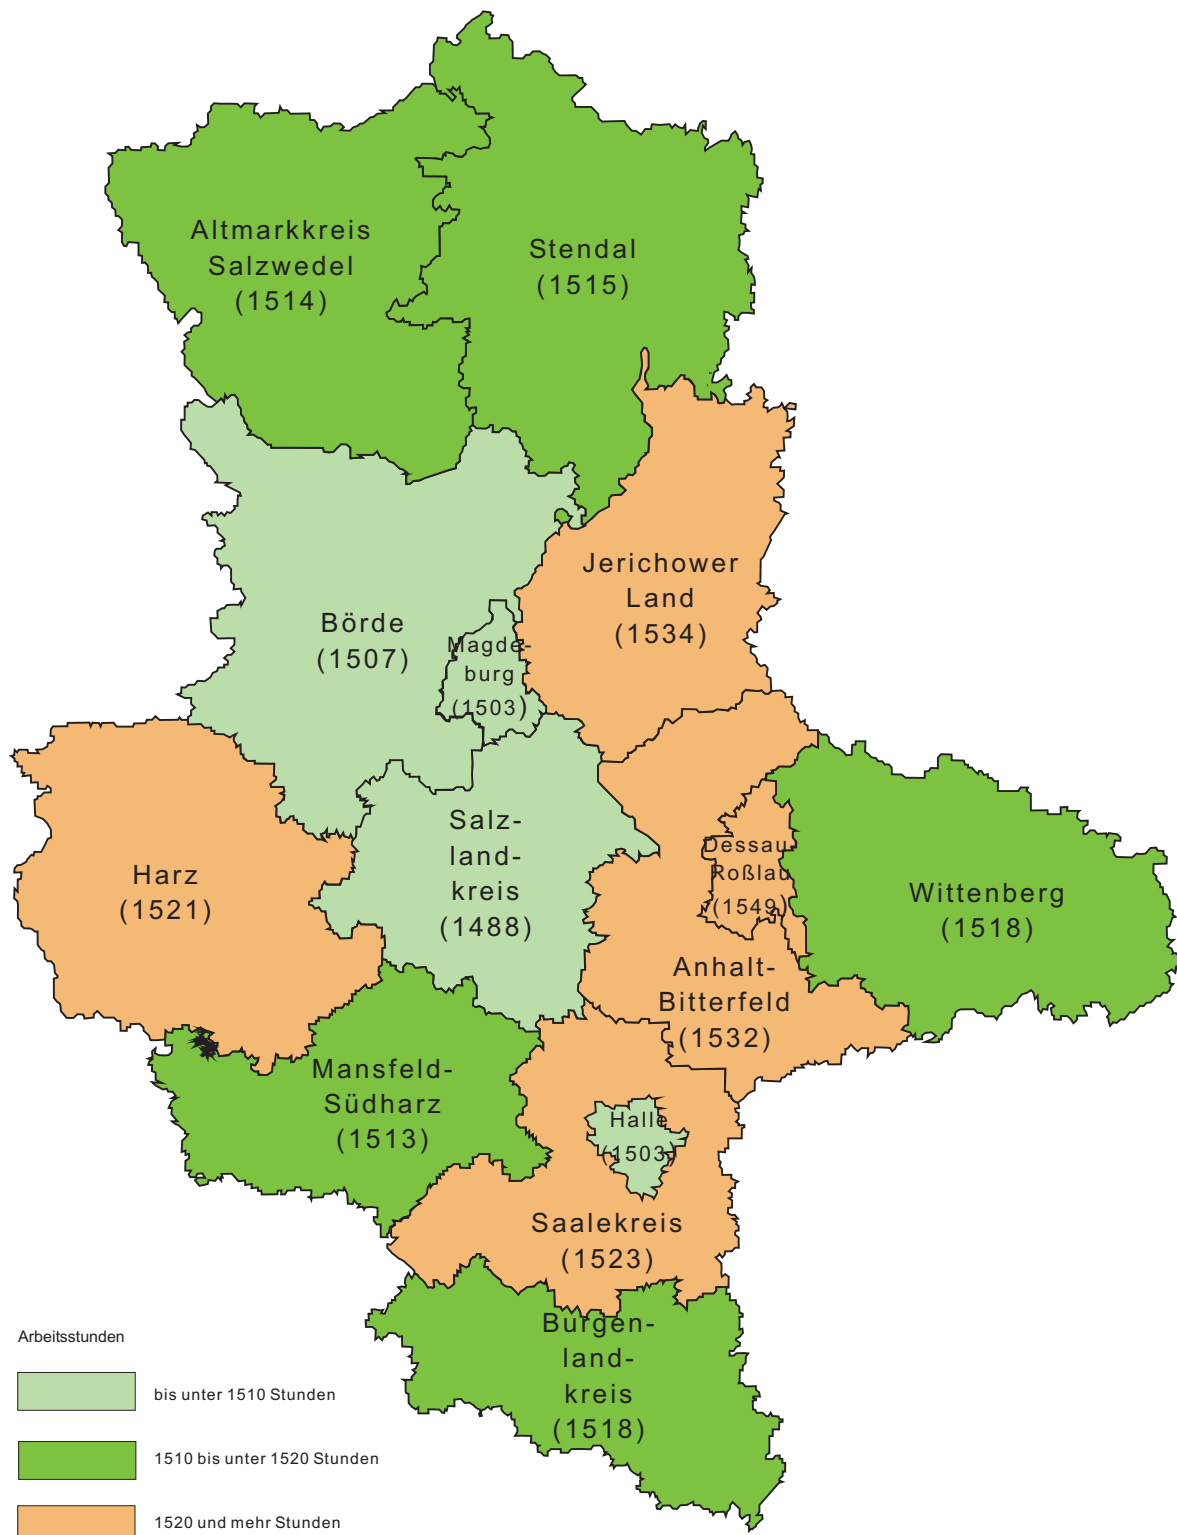 Altmarkkreis
Salzwedel
(1514)
Stendal
(1515)
Jerichower
Land
(1534)
Börde
(1507)
Magde-
burg
(1503)
Salz-
land-
kreis
(1488)
Harz
(1521)
Dessau-
Roßlau
(1549)
Wittenberg
(1518)
Anhalt-
Bitterfeld
(1532)
Mansfeld-
Südharz
(1513)
Halle
(1503)
Saalekreis
(1523)
Burgen-
land-
kreis
(1518)
Arbeitsstunden
bis unter 1510 Stunden
1510 bis unter 1520 Stunden
1520 und mehr Stunden